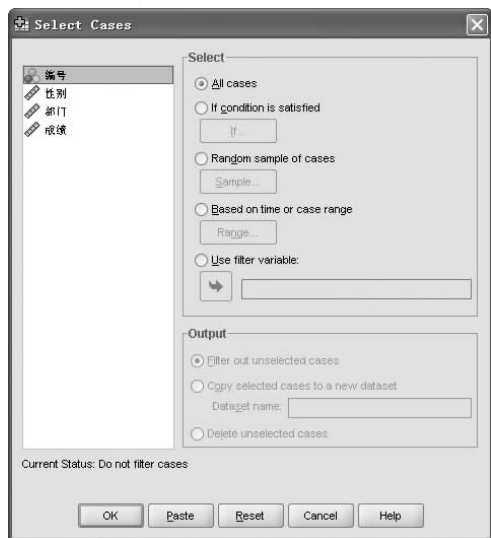 Select Cases
编号
性别
部门
成绩
Select
All cases
If condition is satisfied
If...
Random sample of cases
Sample...
Based on time or case range
Range...
Use filter variable:
Output
Filter out unselected cases
Copy selected cases to a new dataset
Dataset name:
Delete unselected cases
Current Status: Do not filter cases
OK
Paste
Reset
Cancel
Help